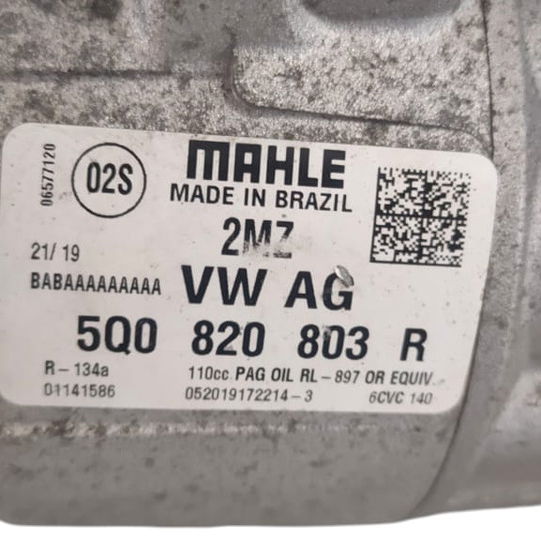 06577120
02S
MAHLE
MADE IN BRAZIL
2MZ
21/19
BABAAAAAAAAA
VW AG
5Q0 820 803 R
R-134a
110cc PAG OIL RL-897 OR EQUIV.
01141586
052019172214-3
6CVC 140